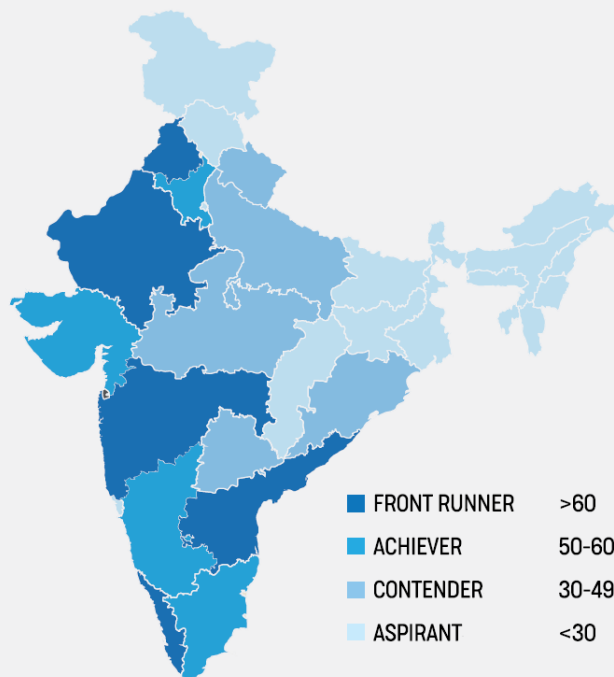 FRONT RUNNER >60
ACHIEVER 50-60
CONTENDER 30-49
ASPIRANT <30